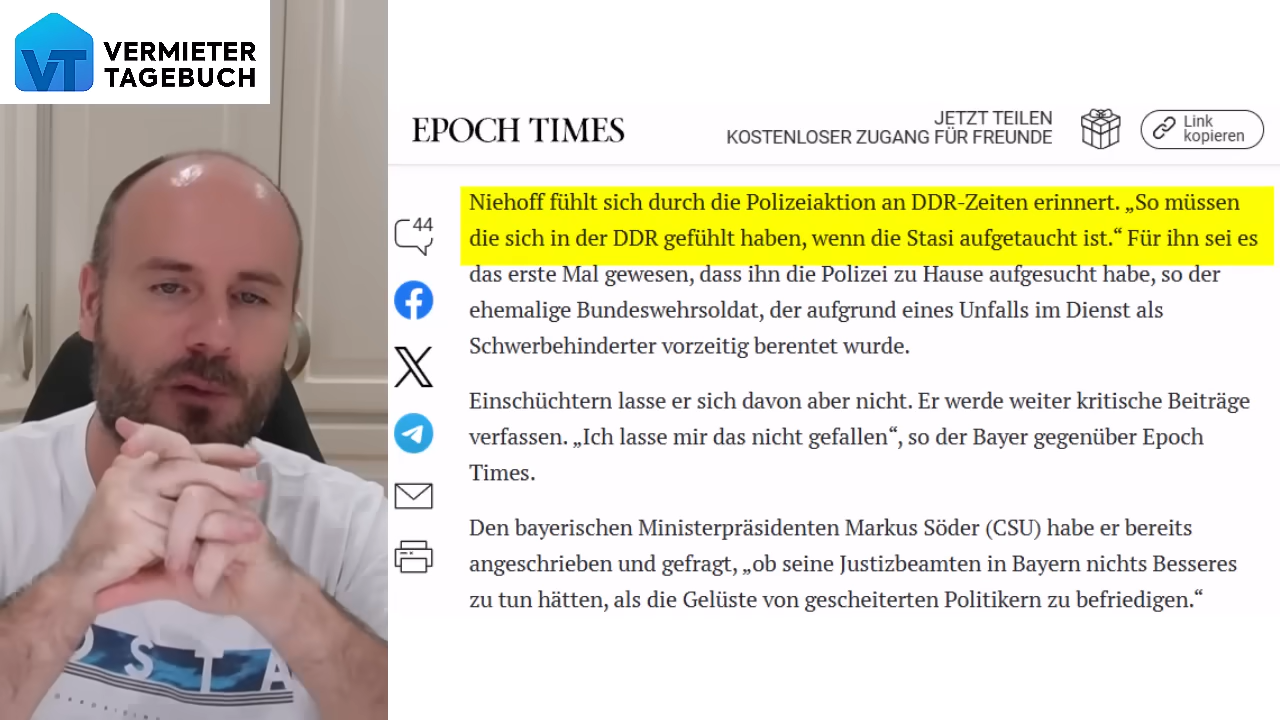 VERMIETER
TAGEBUCH
VT
EPOCH TIMES
JETZT TEILEN
KOSTENLOSER ZUGANG FÜR FREUNDE
Link
kopieren
44
Niehoff fühlt sich durch die Polizeiaktion an DDR-Zeiten erinnert. „So müssen
die sich in der DDR gefühlt haben, wenn die Stasi aufgetaucht ist.“ Für ihn sei es
das erste Mal gewesen, dass ihn die Polizei zu Hause aufgesucht habe, so der
ehemalige Bundeswehrsoldat, der aufgrund eines Unfalls im Dienst als
Schwerbehinderter vorzeitig berentet wurde.
Einschüchtern lasse er sich davon aber nicht. Er werde weiter kritische Beiträge
verfassen. „Ich lasse mir das nicht gefallen“, so der Bayer gegenüber Epoch
Times.
Den bayerischen Ministerpräsidenten Markus Söder (CSU) habe er bereits
angeschrieben und gefragt, „ob seine Justizbeamten in Bayern nichts Besseres
zu tun hätten, als die Gelüste von gescheiterten Politikern zu befriedigen.“